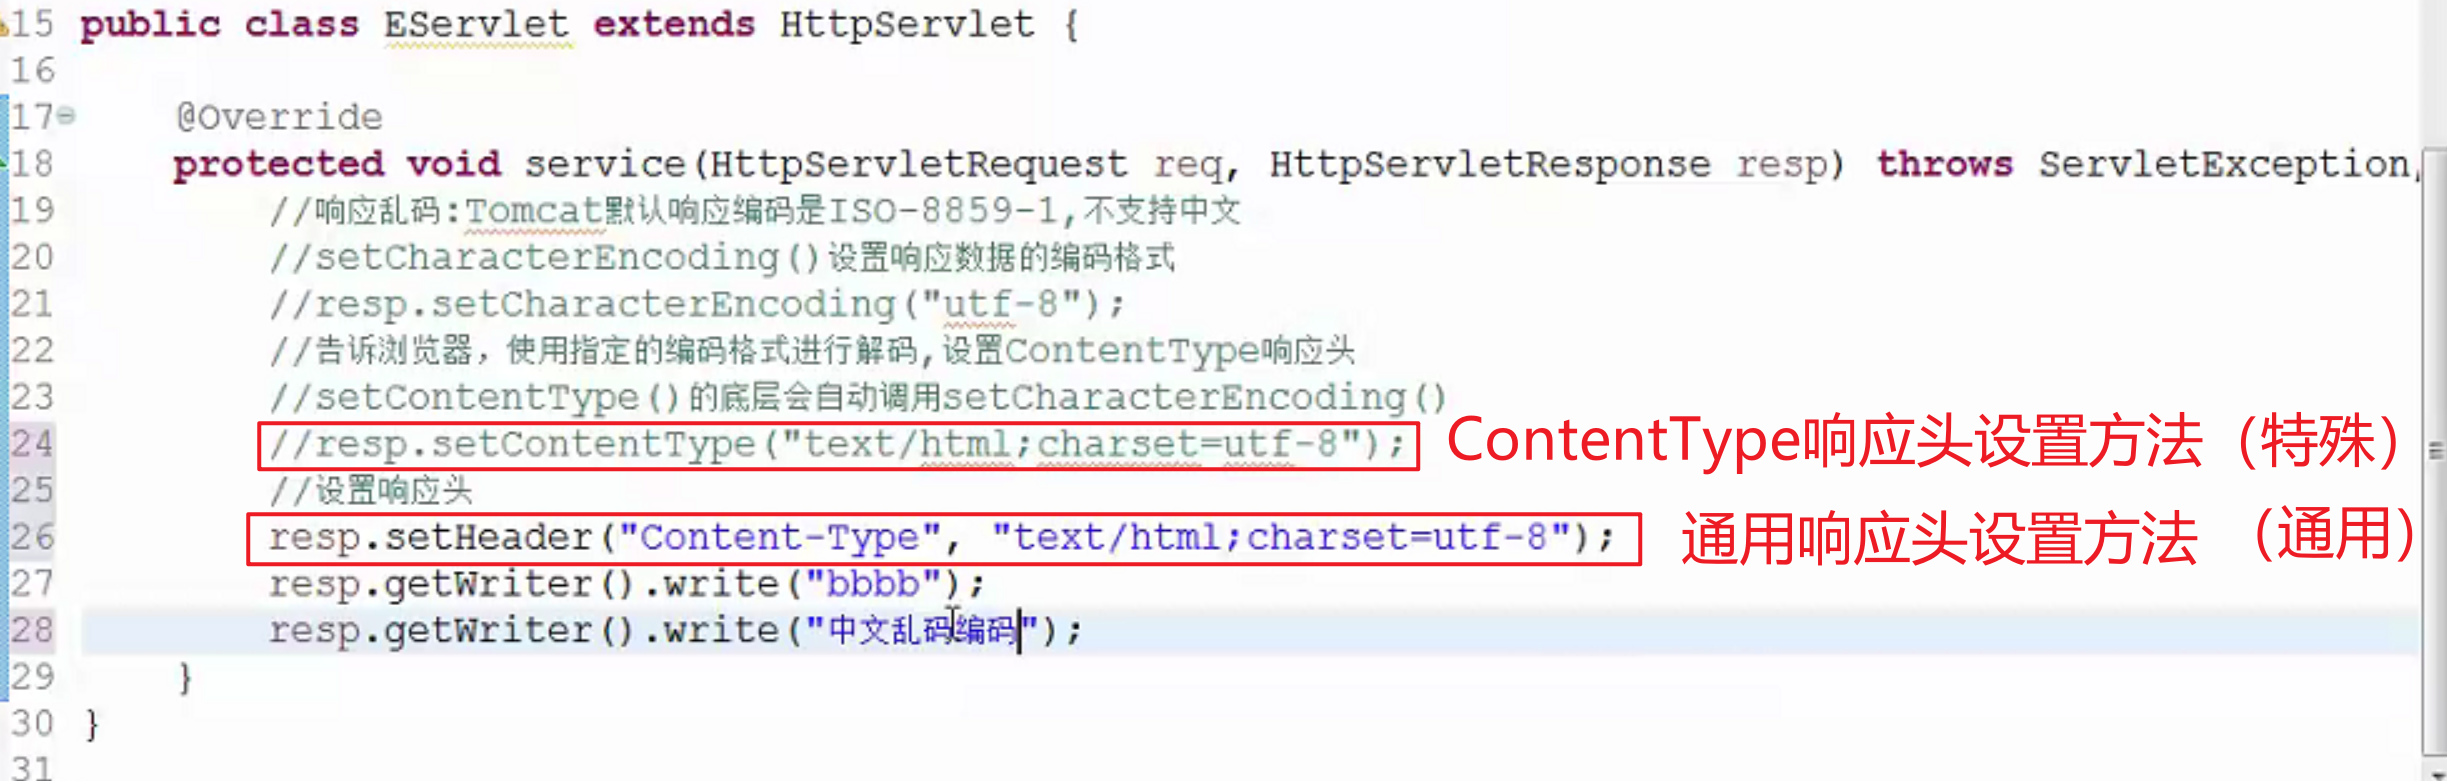 15 public class EServlet extends HttpServlet {
16
17 @Override
18 protected void service(HttpServletRequest req, HttpServletResponse resp) throws ServletException,
19 //响应乱码:Tomcat默认响应编码是ISO-8859-1,不支持中文
20 //setCharacterEncoding()设置响应数据的编码格式
21 //resp.setCharacterEncoding("utf-8");
22 //告诉浏览器，使用指定的编码格式进行解码,设置ContentType响应头
23 //setContentType()的底层会自动调用setCharacterEncoding()
24 //resp.setContentType("text/html;charset=utf-8"); ContentType响应头设置方法（特殊）
25 //设置响应头
26 resp.setHeader("Content-Type", "text/html;charset=utf-8"); 通用响应头设置方法 （通用）
27 resp.getWriter().write("bbbb");
28 resp.getWriter().write("中文乱码编码");
29 }
30 }
31